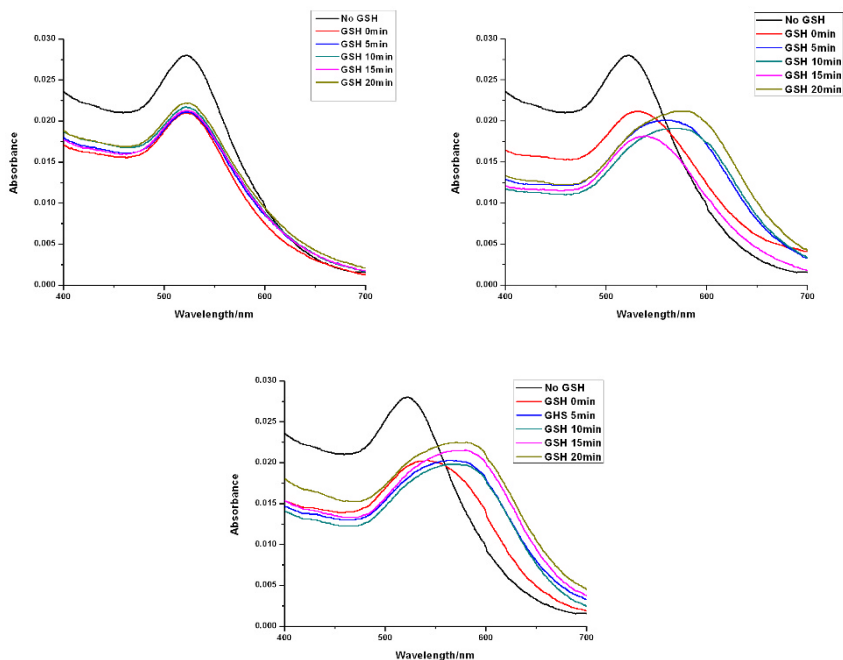 No GSH
GSH 0min
GSH 5min
GSH 10min
GSH 15min
GSH 20min
0.030
0.025
0.020
0.015
0.010
0.005
0.000
Absorbance
400
500
600
700
Wavelength/nm
No GSH
GSH 0min
GSH 5min
GSH 10min
GSH 15min
GSH 20min
0.030
0.025
0.020
0.015
0.010
0.005
0.000
Absorbance
400
500
600
700
Wavelength/nm
No GSH
GSH 0min
GHS 5min
GSH 10min
GSH 15min
GSH 20min
0.030
0.025
0.020
0.015
0.010
0.005
0.000
Absorbance
400
500
600
700
Wavelength/nm